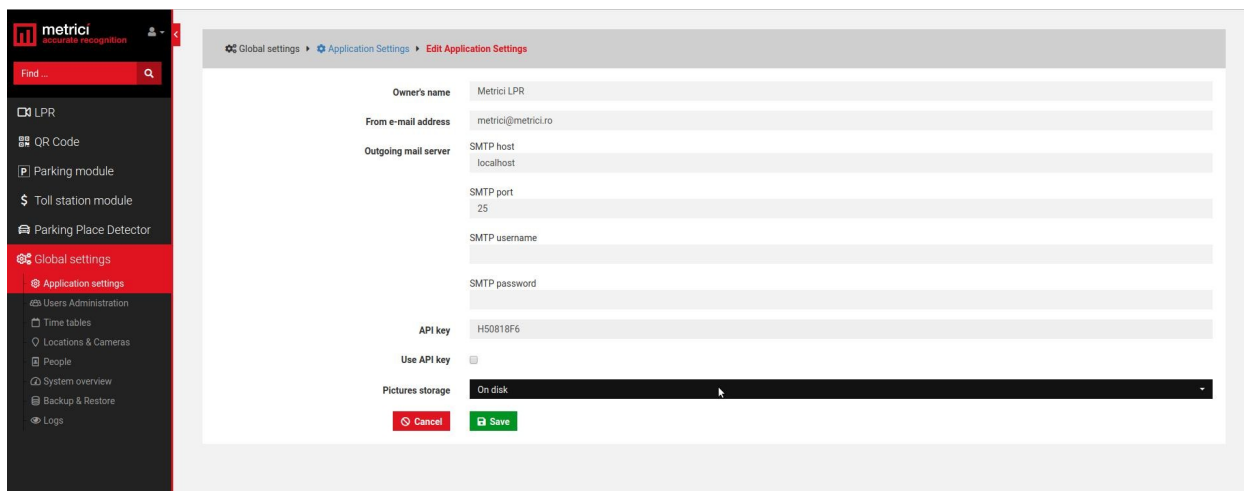 metrici
accurate recognition
Find ...
LPR
QR Code
Parking module
Toll station module
Parking Place Detector
Global settings
Application settings
Users Administration
Time tables
Locations & Cameras
People
System overview
Backup & Restore
Logs
Global settings Application Settings Edit Application Settings
Owner's name Metrici LPR
From e-mail address metrici@metrici.ro
Outgoing mail server SMTP host
localhost
SMTP port
25
SMTP username
SMTP password
API key H50818F6
Use API key
Pictures storage On disk
Cancel Save